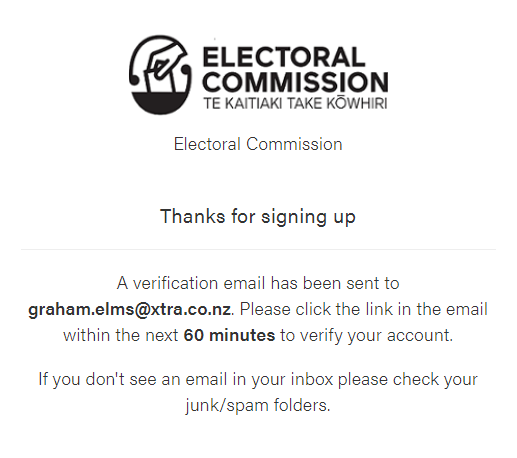 ELECTORAL
COMMISSION
TE KAITIAKI TAKE KŌWHIRI
Electoral Commission
Thanks for signing up
A verification email has been sent to
graham.elms@xtra.co.nz. Please click the link in the email
within the next 60 minutes to verify your account.
If you don't see an email in your inbox please check your
junk/spam folders.